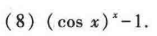 (8) (cos x)ˣ-1.